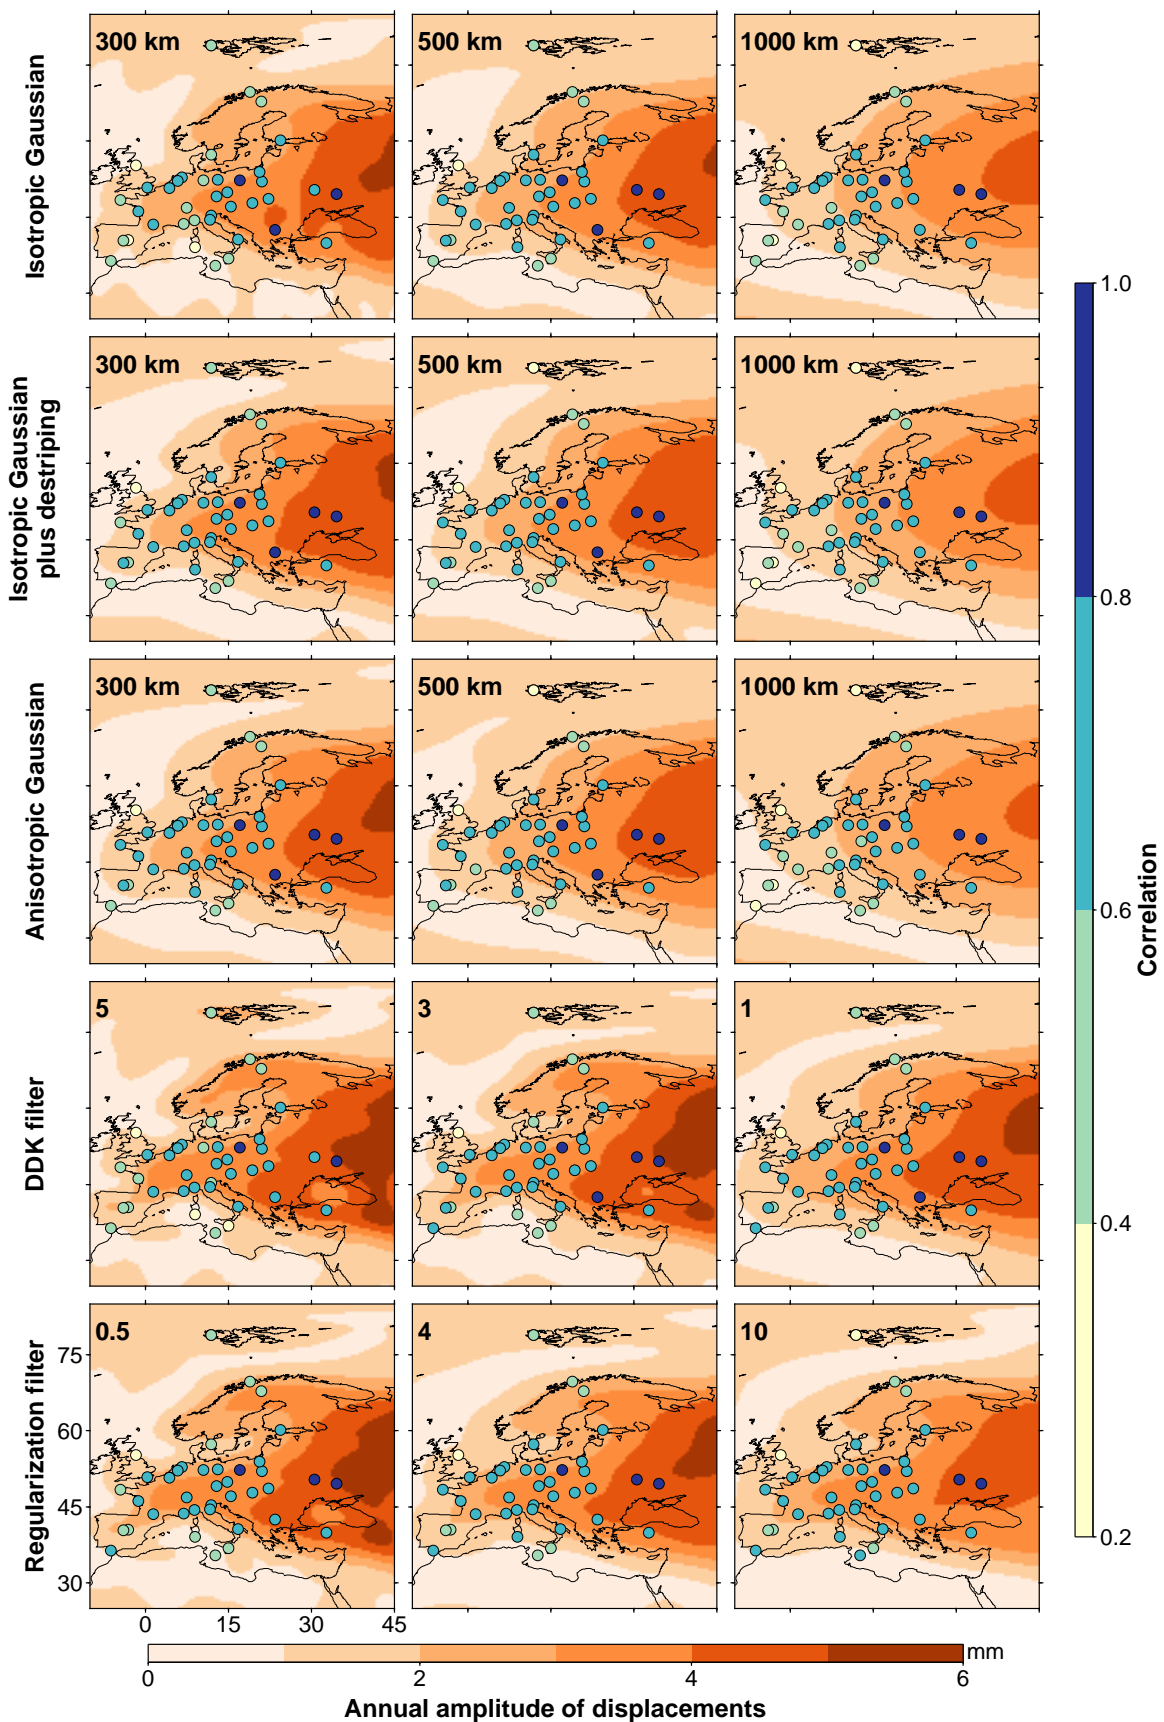 Isotropic Gaussian
300 km
500 km
1000 km
Isotropic Gaussian
plus destriping
300 km
500 km
1000 km
Anisotropic Gaussian
300 km
500 km
1000 km
DDK filter
5
3
1
Regularization filter
0.5
4
10
75
60
45
30
0
15
30
45
0
2
4
6
mm
Annual amplitude of displacements
1.0
0.8
0.6
0.4
0.2
Correlation